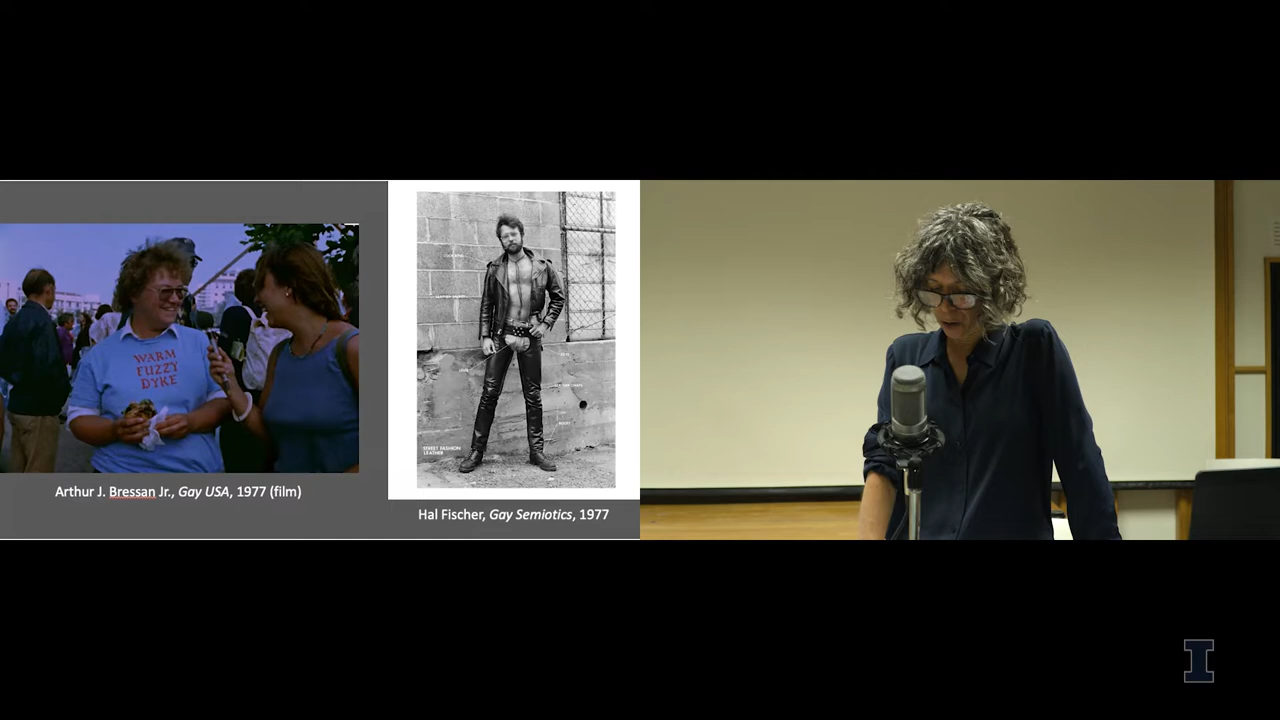 WARM
FUZZY
DYKE
STREET FASHION
LEATHER
Arthur J. Bressan Jr., Gay USA, 1977 (film)
Hal Fischer, Gay Semiotics, 1977
I